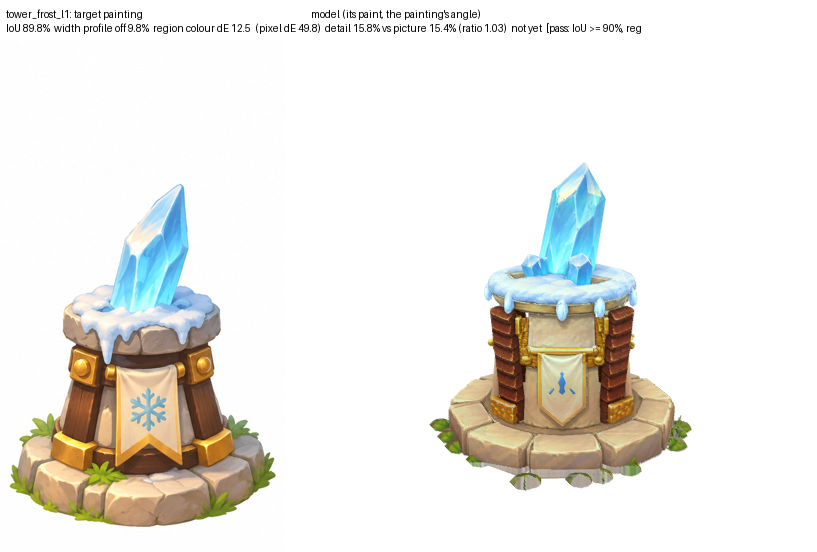 tower_frost_l1: target painting
model (its paint, the painting's angle)
IoU 89.8% width profile off 9.8% region colour dE 12.5 (pixel dE 49.8) detail 15.8% vs picture 15.4% (ratio 1.03) not yet [pass: IoU >= 90%, reg